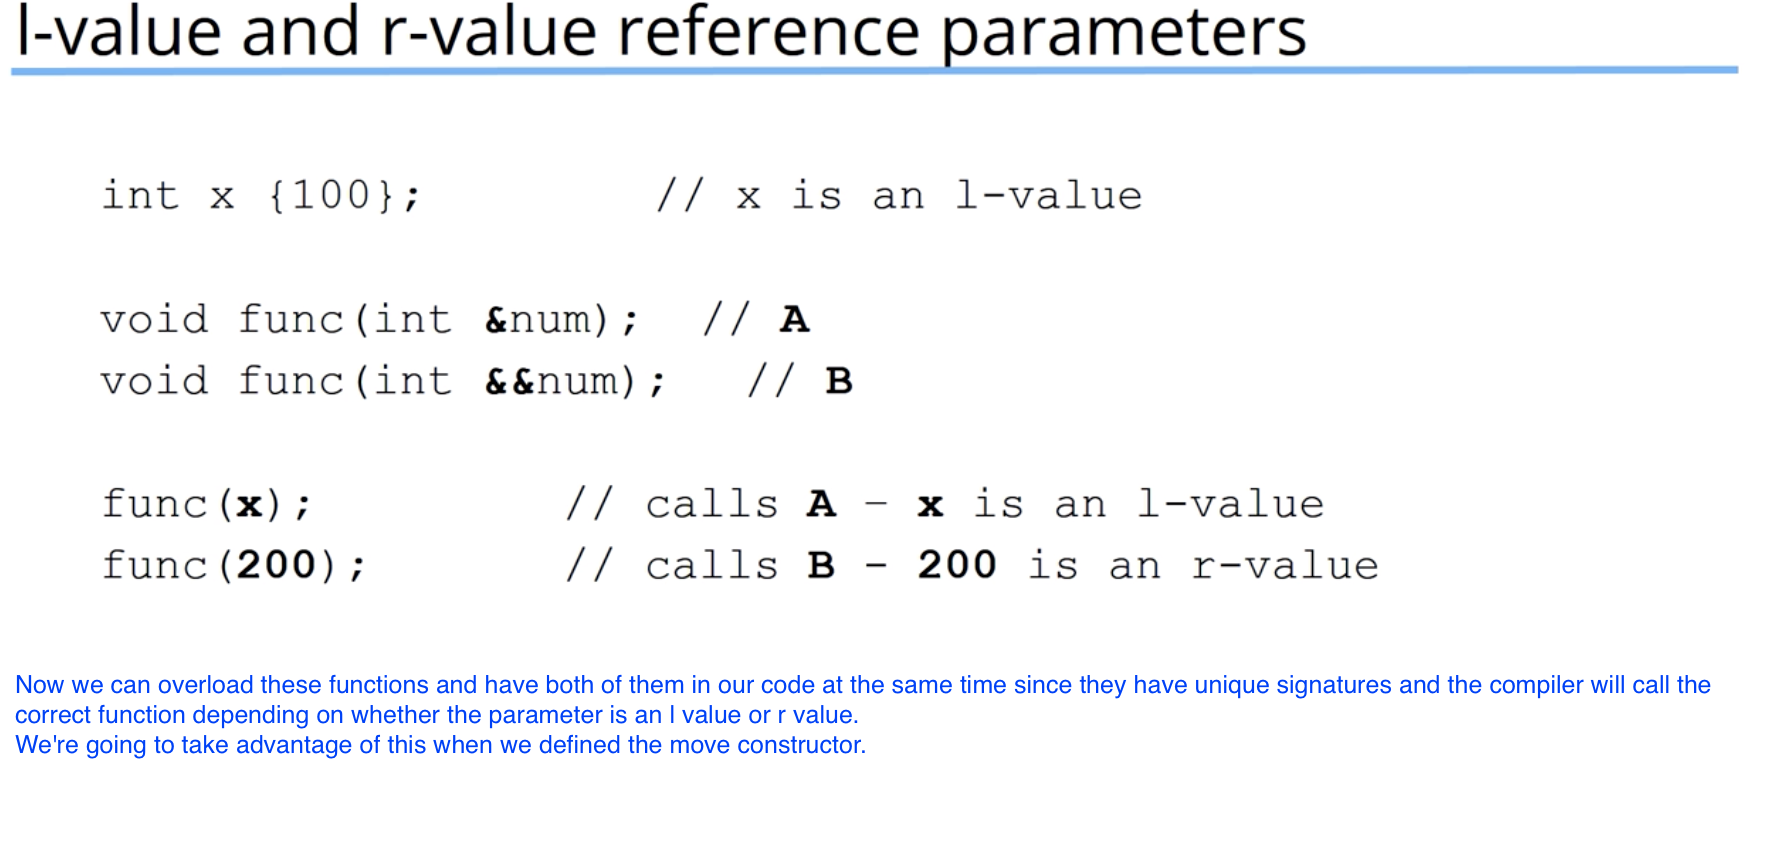 l-value and r-value reference parameters
int x {100}; // x is an l-value
void func(int &num); // A
void func(int &&num); // B
func(x); // calls A – x is an l-value
func(200); // calls B – 200 is an r-value
Now we can overload these functions and have both of them in our code at the same time since they have unique signatures and the compiler will call the
correct function depending on whether the parameter is an l value or r value.
We're going to take advantage of this when we defined the move constructor.